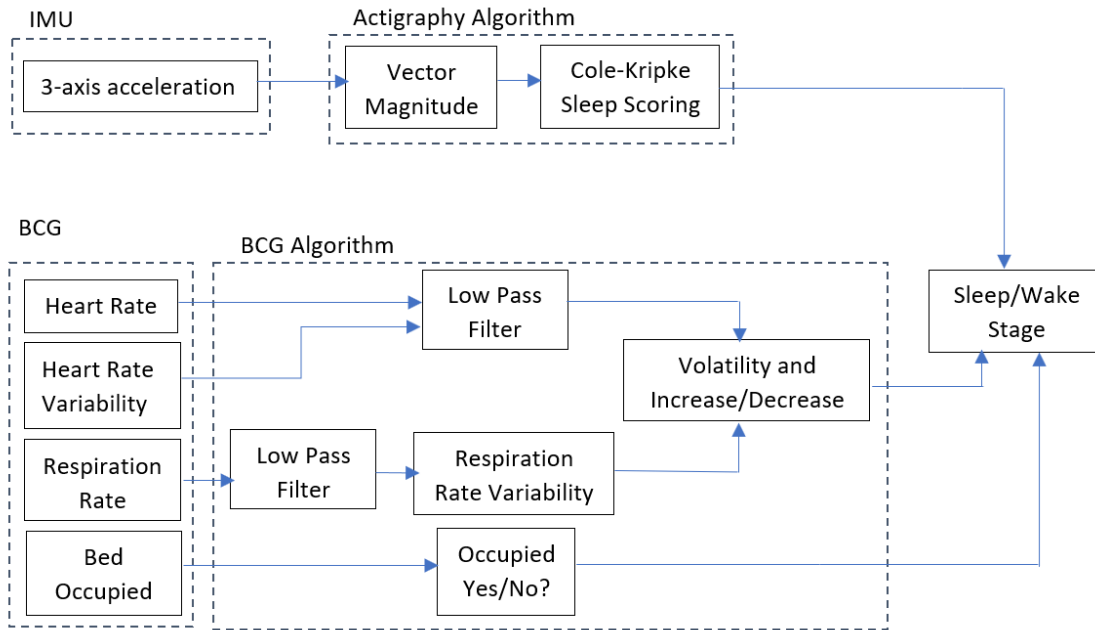 IMU
Actigraphy Algorithm
3-axis acceleration
Vector
Magnitude
Cole-Kripke
Sleep Scoring
BCG
BCG Algorithm
Heart Rate
Heart Rate
Variability
Respiration
Rate
Bed
Occupied
Low Pass
Filter
Low Pass
Filter
Respiration
Rate Variability
Occupied
Yes/No?
Volatility and
Increase/Decrease
Sleep/Wake
Stage